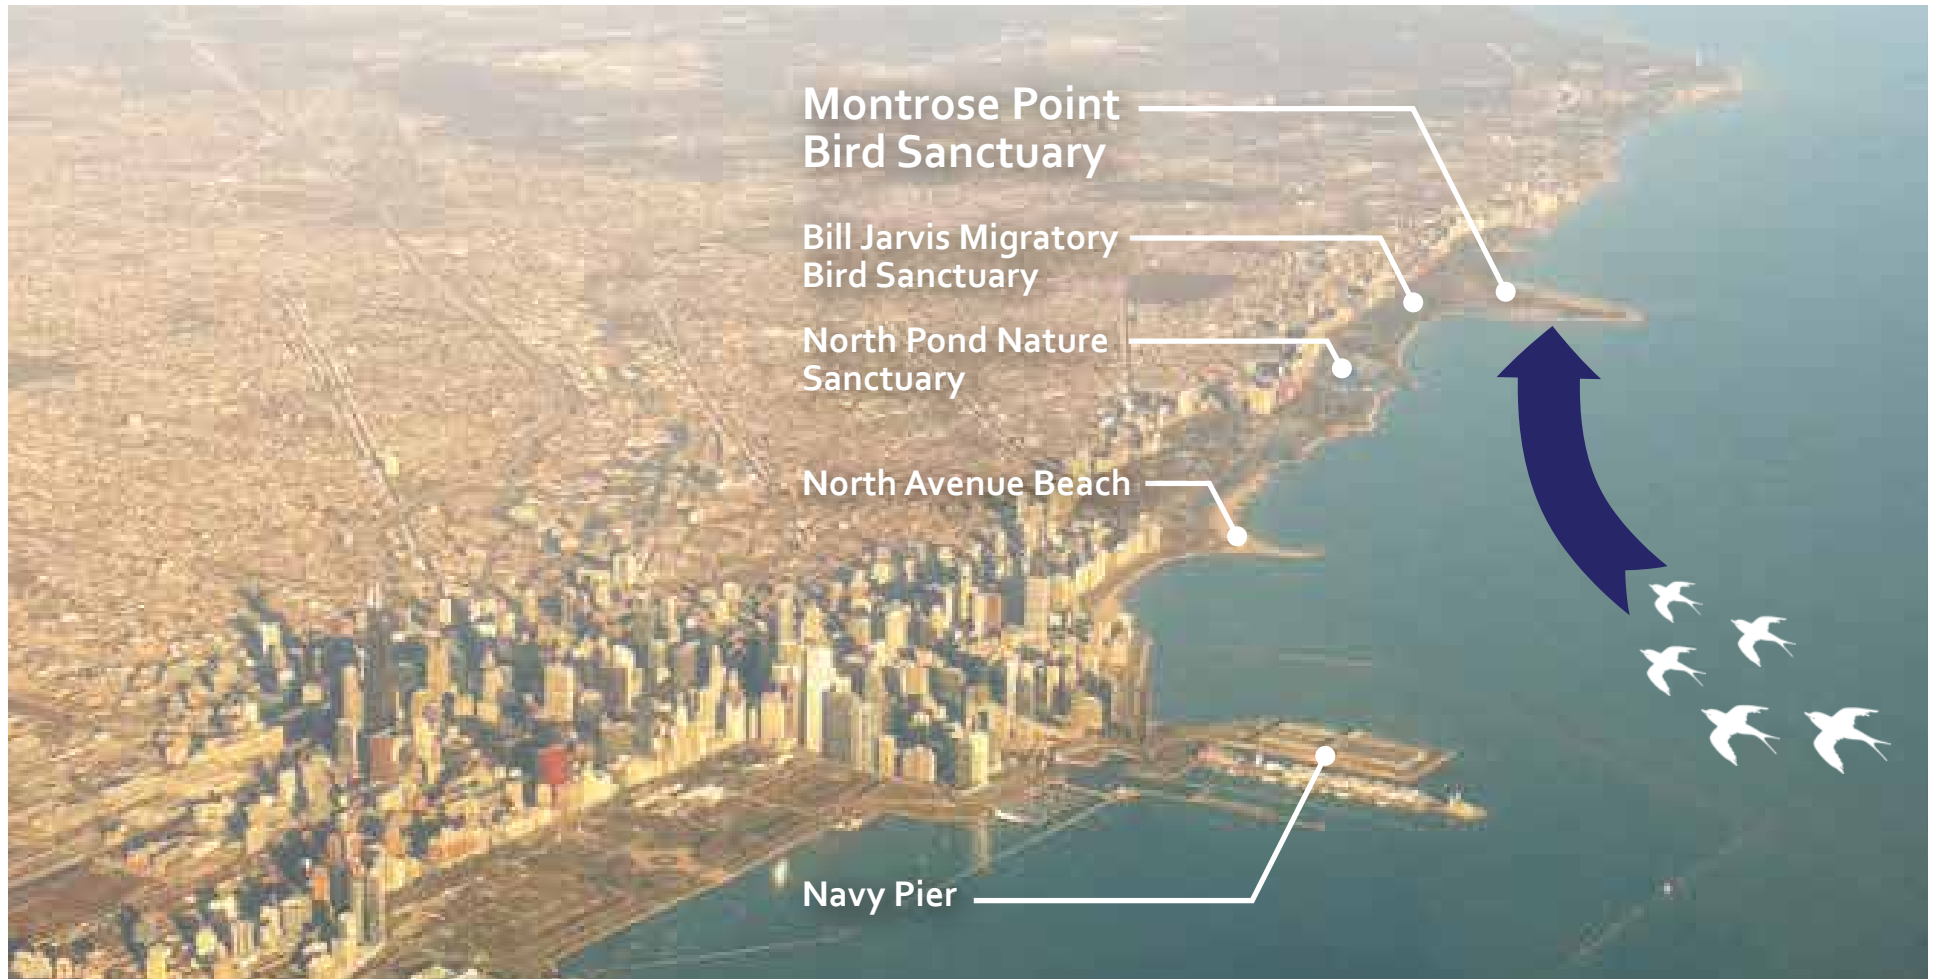 Montrose Point
Bird Sanctuary
Bill Jarvis Migratory
Bird Sanctuary
North Pond Nature
Sanctuary
North Avenue Beach
Navy Pier